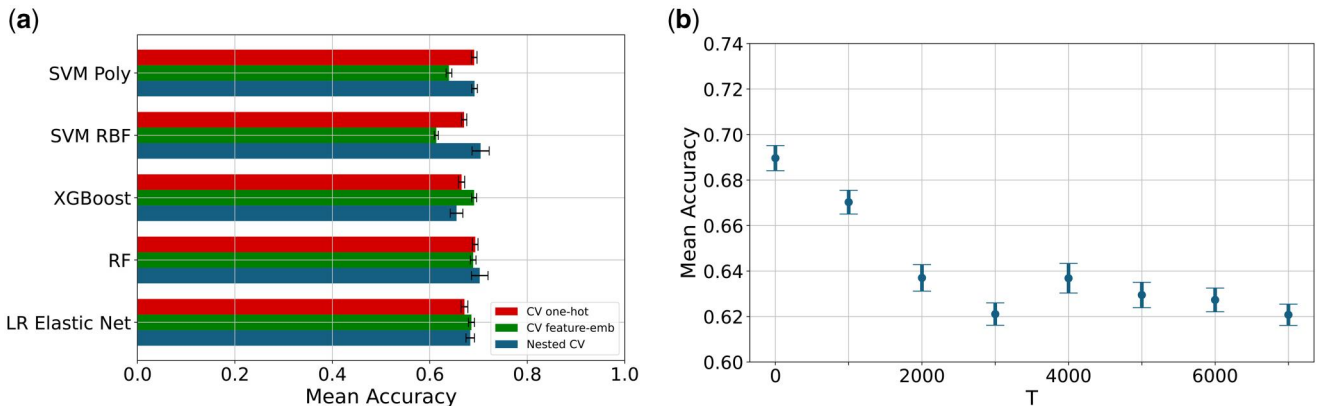 (a)
SVM Poly
SVM RBF
XGBoost
RF
LR Elastic Net
CV one-hot
CV feature-emb
Nested CV
0.0 0.2 0.4 0.6 0.8 1.0
Mean Accuracy
(b)
0.74
0.72
0.70
0.68
0.66
0.64
0.62
0.60
Mean Accuracy
0 2000 4000 6000
T